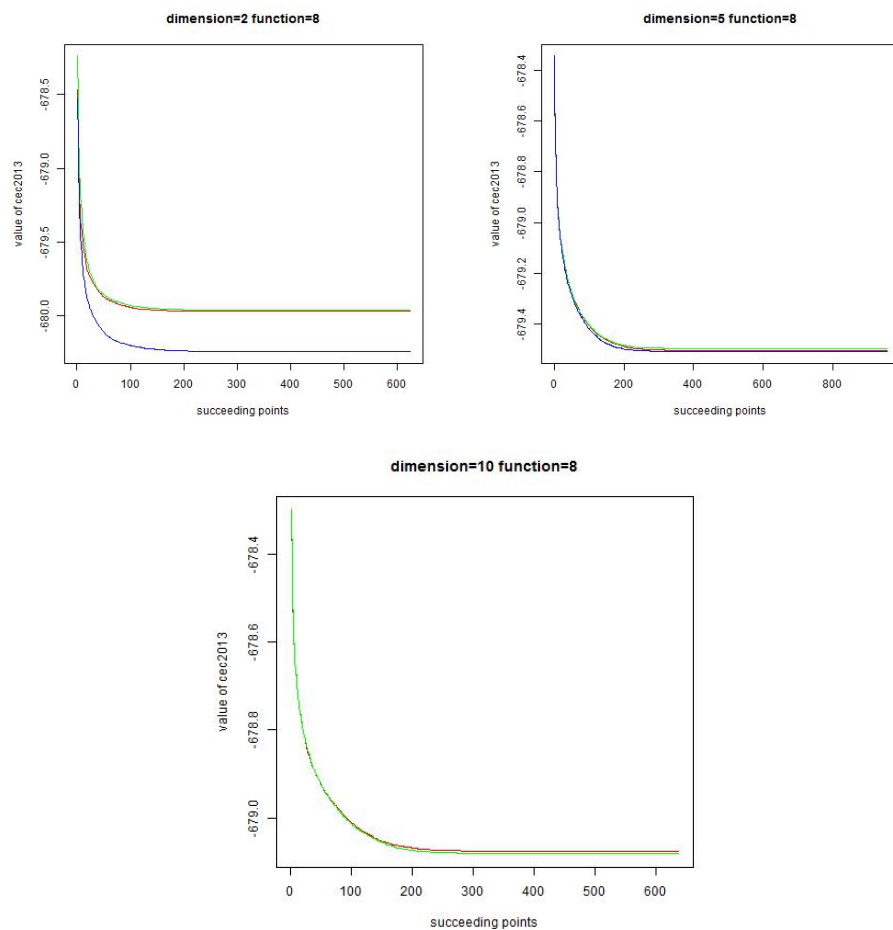 dimension=2 function=8
value of cec2013
-678.5
-679.0
-679.5
-680.0
0 100 200 300 400 500 600
succeeding points
dimension=5 function=8
value of cec2013
-678.4
-678.6
-678.8
-679.0
-679.2
-679.4
0 200 400 600 800
succeeding points
dimension=10 function=8
value of cec2013
-678.4
-678.6
-678.8
-679.0
0 100 200 300 400 500 600
succeeding points